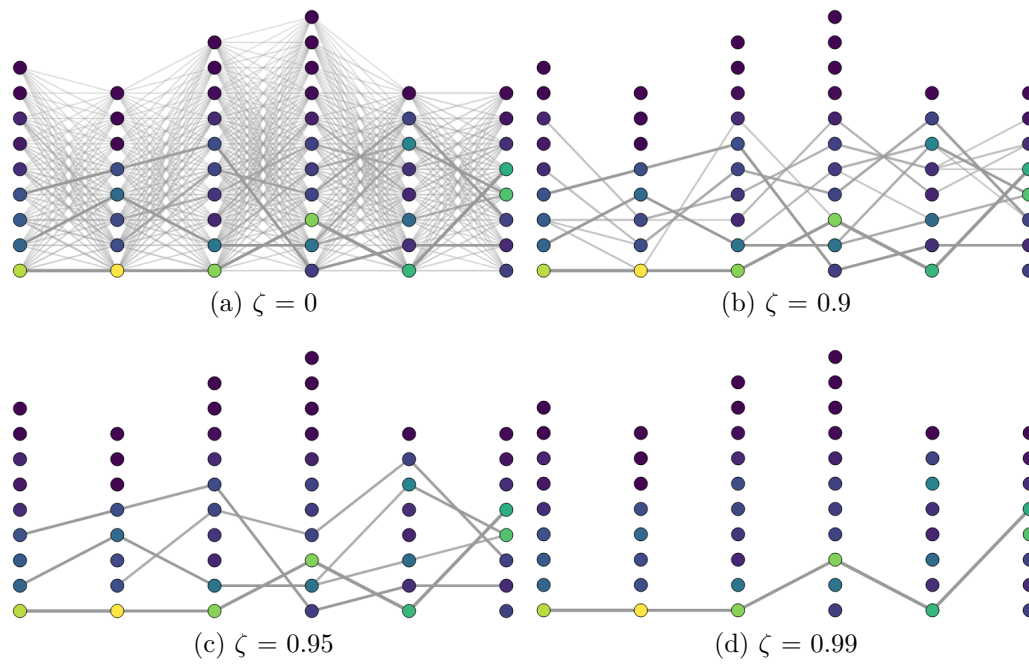 (a) ζ = 0
(b) ζ = 0.9
(c) ζ = 0.95
(d) ζ = 0.99